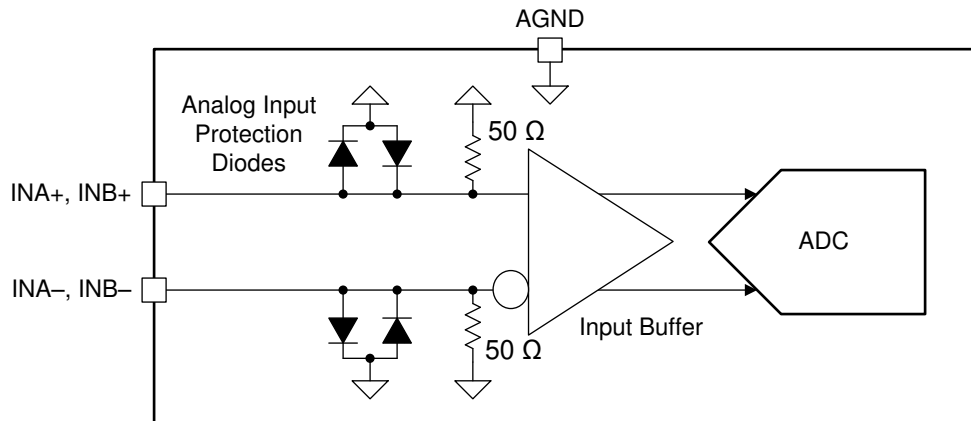 AGND
Analog Input
Protection
Diodes
50 Ω
INA+, INB+
ADC
INA–, INB–
Input Buffer
50 Ω